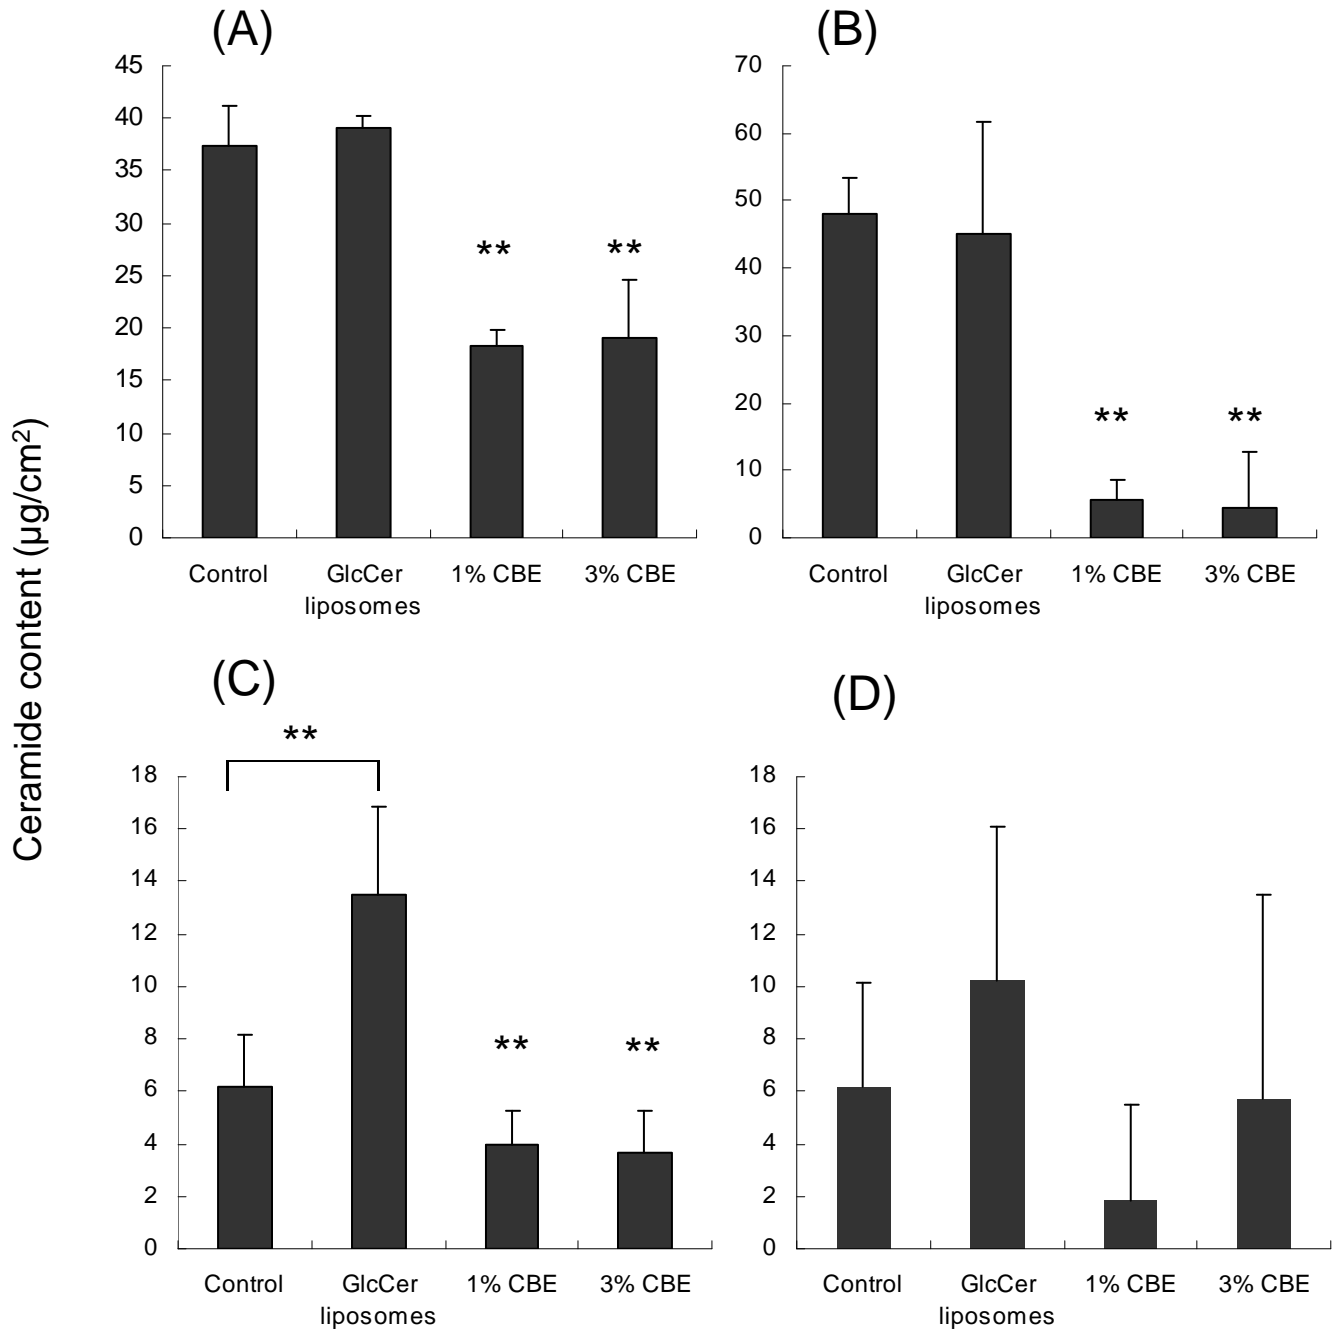 Ceramide content (μg/cm²)
(A)
45
40
35
30
25
20
15
10
5
0
**
**
Control
GlcCer
liposomes
1% CBE
3% CBE
(B)
70
60
50
40
30
20
10
0
**
**
Control
GlcCer
liposomes
1% CBE
3% CBE
(C)
**
18
16
14
12
10
8
6
4
2
0
**
**
Control
GlcCer
liposomes
1% CBE
3% CBE
(D)
18
16
14
12
10
8
6
4
2
0
Control
GlcCer
liposomes
1% CBE
3% CBE